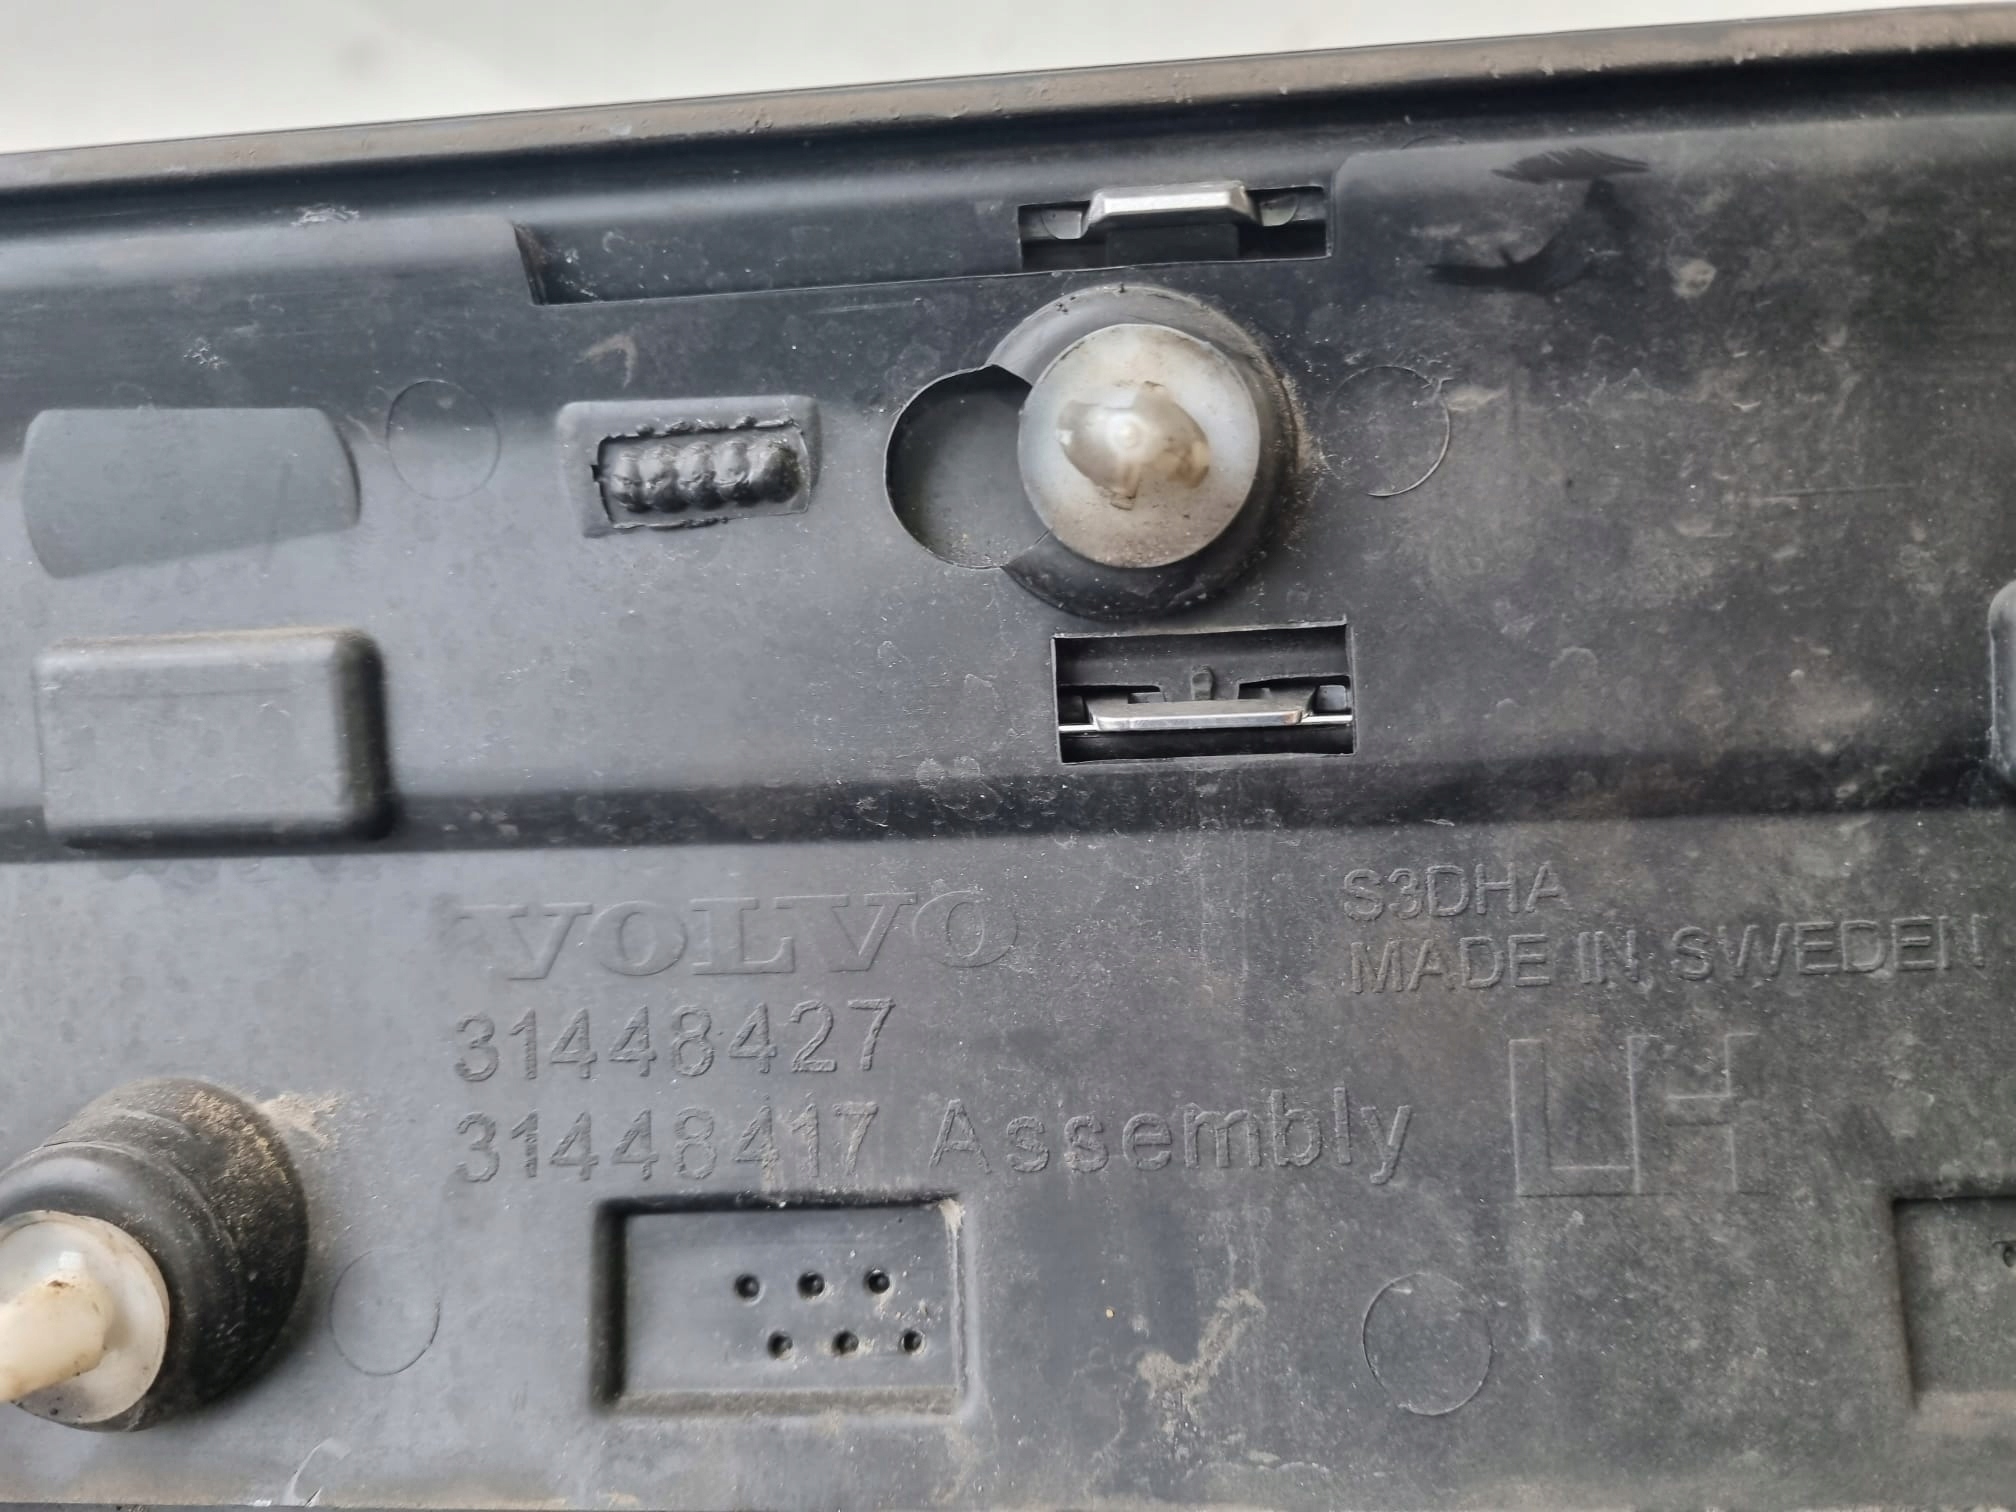 VOLVO
31448427
31448417 Assembly
S3DHA
MADE IN SWEDEN
LH